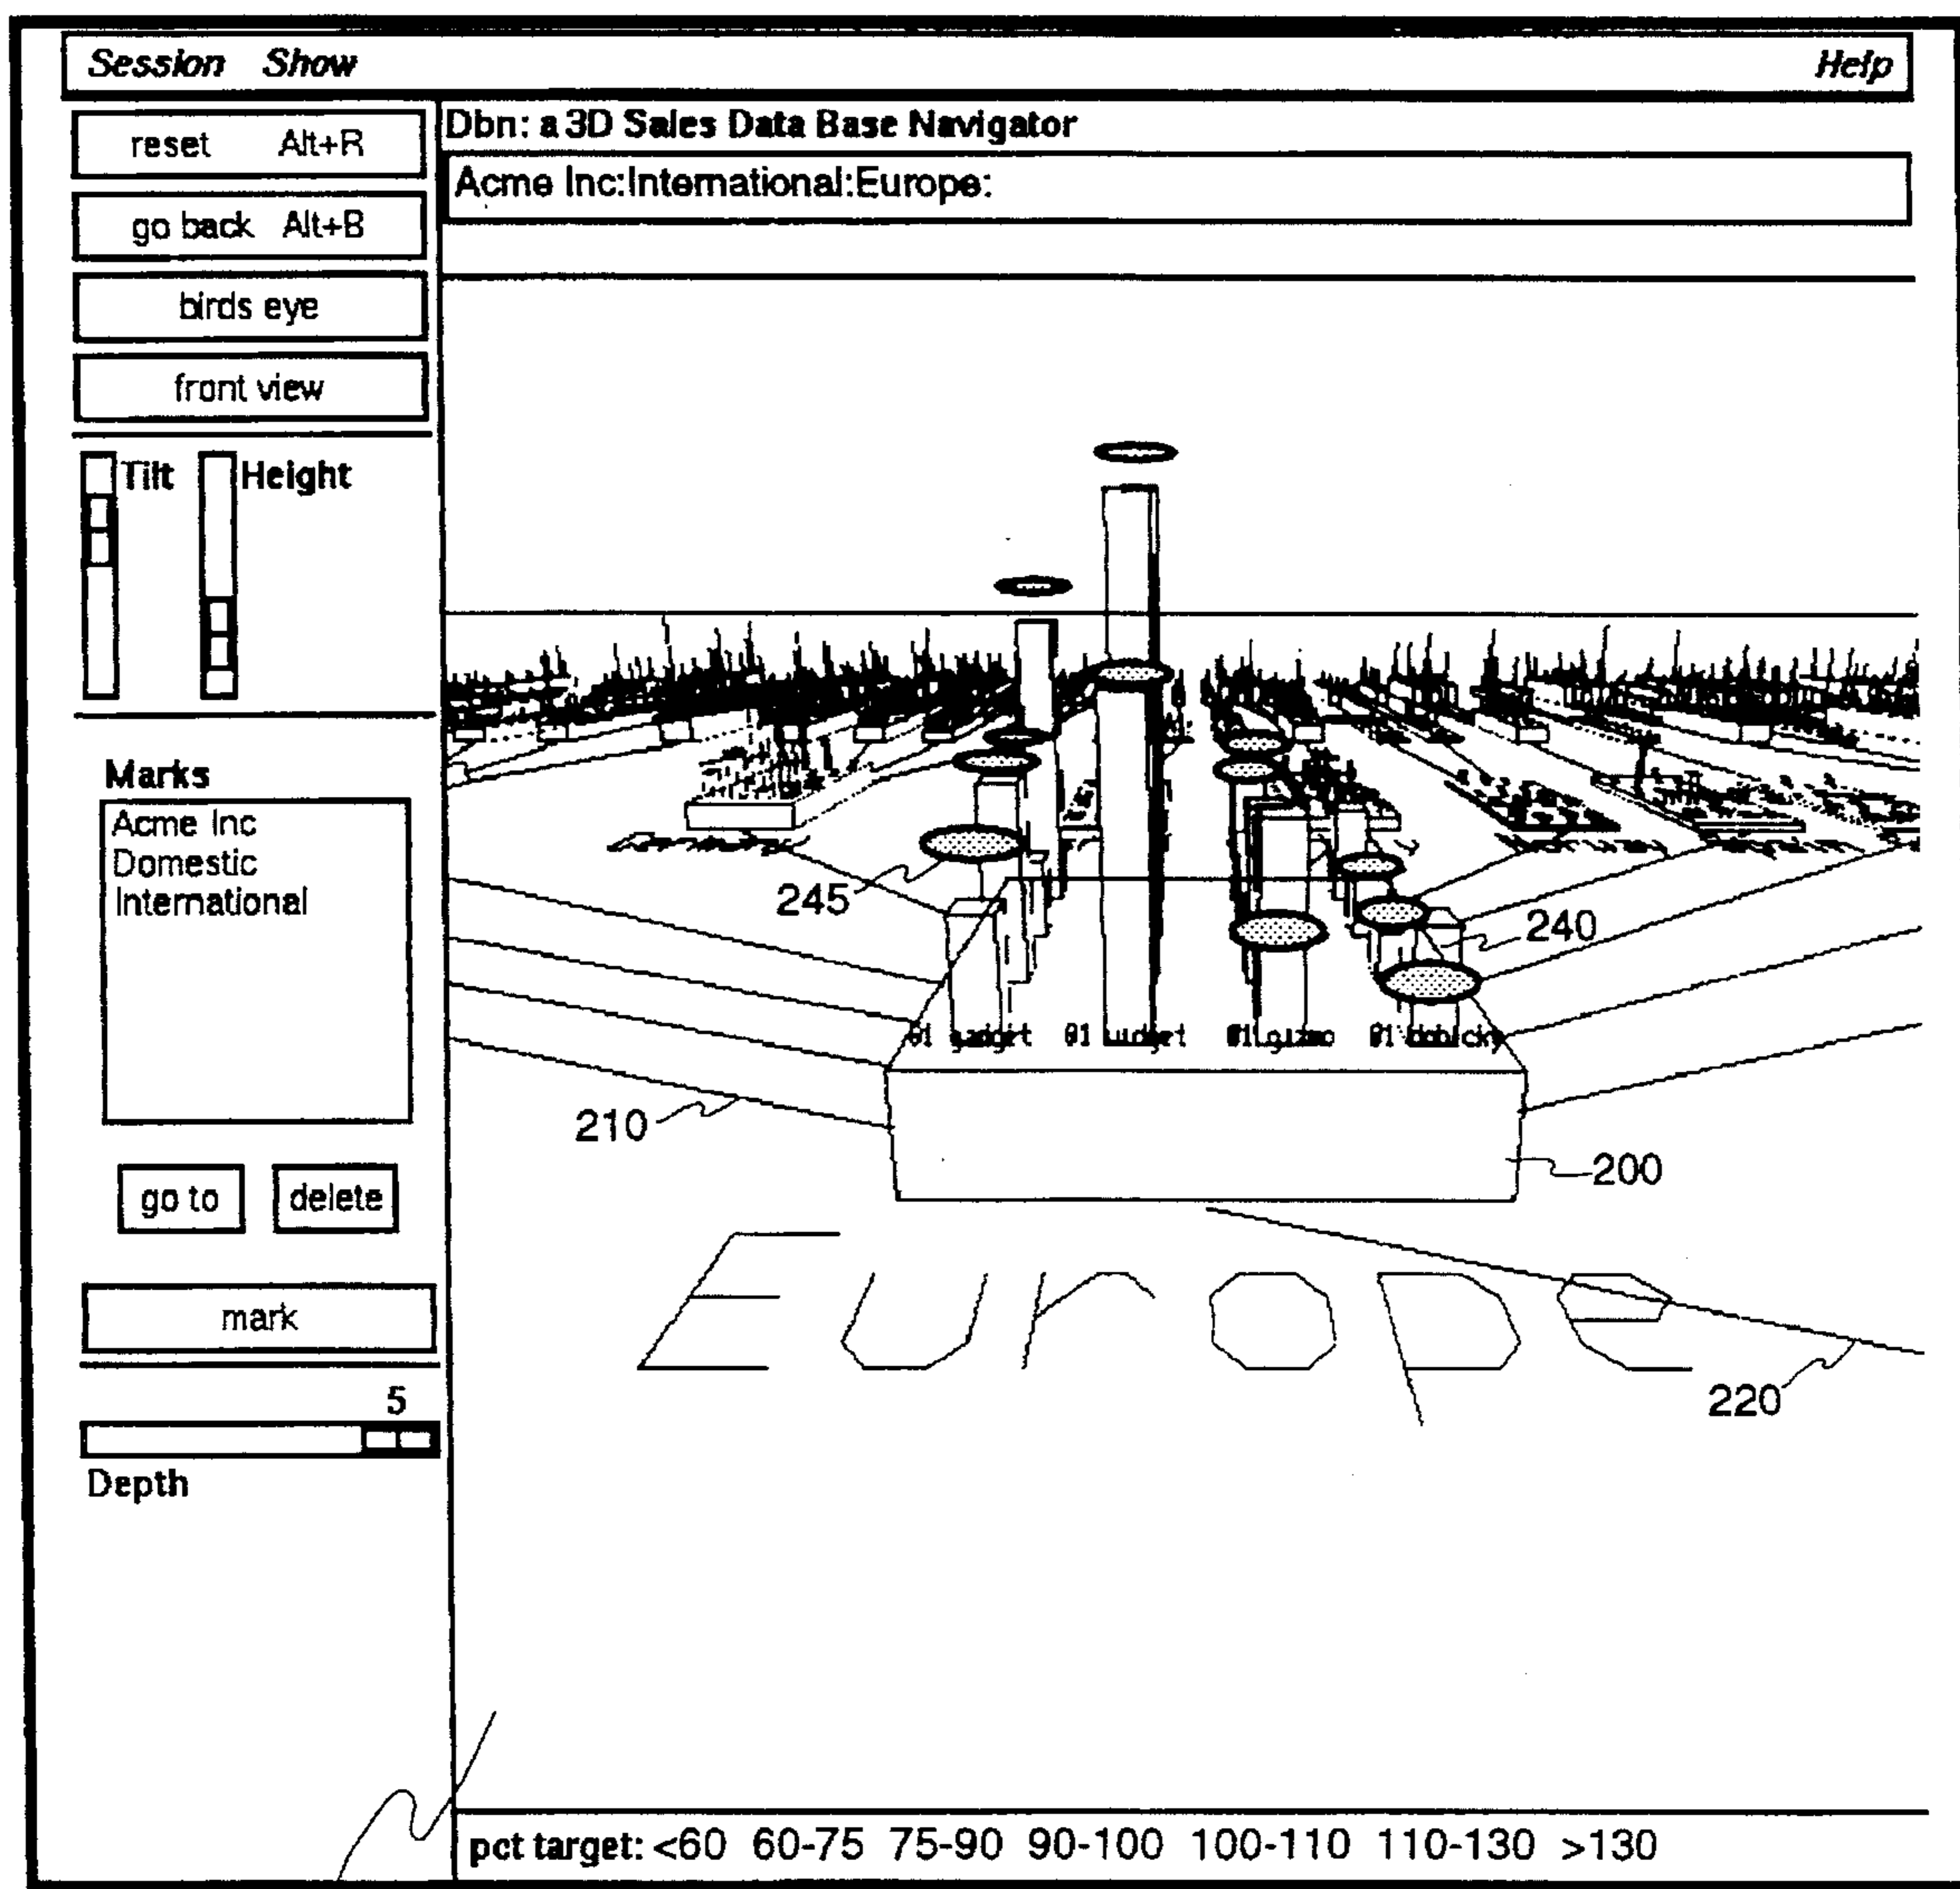 Session Show Help
reset Alt+R
go back Alt+B
birds eye
front view
Tilt Height
Marks
Acme Inc
Domestic
International
go to delete
mark
5
Depth
Dbn: a 3D Sales Data Base Navigator
Acme Inc:International:Europe:
245
240
01 gadget 01 widget 01 gizmo
210
200
Europe
220
pct target: <60 60-75 75-90 90-100 100-110 110-130 >130